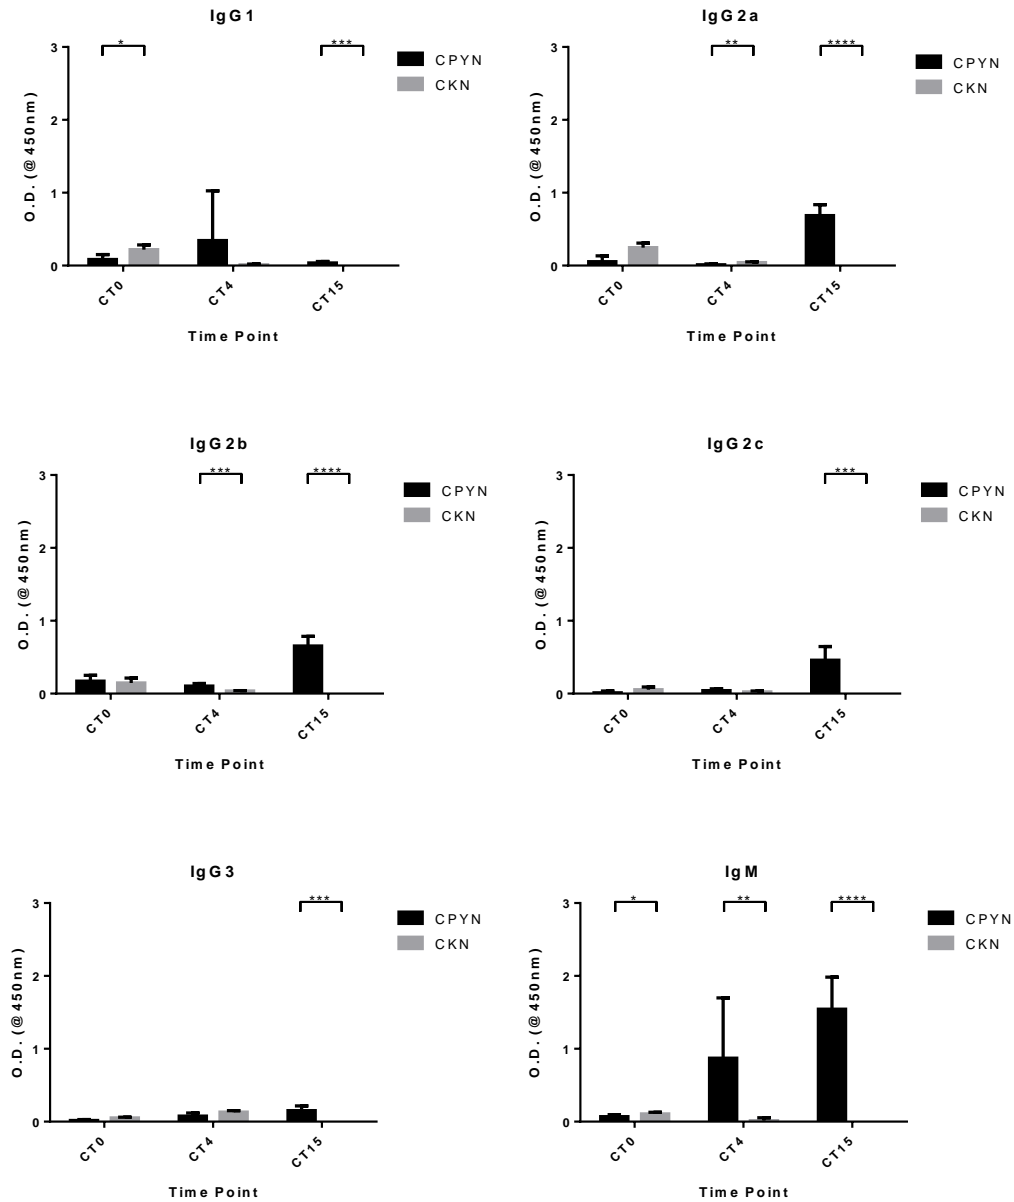 IgG1
* ***
3
2
1
0
O.D. (@450nm)
CPYN
CKN
CT0 CT4 CT15
Time Point
IgG2a
** ****
3
2
1
0
O.D. (@450nm)
CPYN
CKN
CT0 CT4 CT15
Time Point
IgG2b
*** ****
3
2
1
0
O.D. (@450nm)
CPYN
CKN
CT0 CT4 CT15
Time Point
IgG2c
***
3
2
1
0
O.D. (@450nm)
CPYN
CKN
CT0 CT4 CT15
Time Point
IgG3
***
3
2
1
0
O.D. (@450nm)
CPYN
CKN
CT0 CT4 CT15
Time Point
IgM
* ** ****
3
2
1
0
O.D. (@450nm)
CPYN
CKN
CT0 CT4 CT15
Time Point